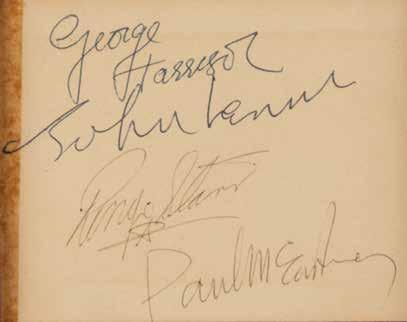 George
Harrison
John Lennon
Ringo Starr
Paul McCartney